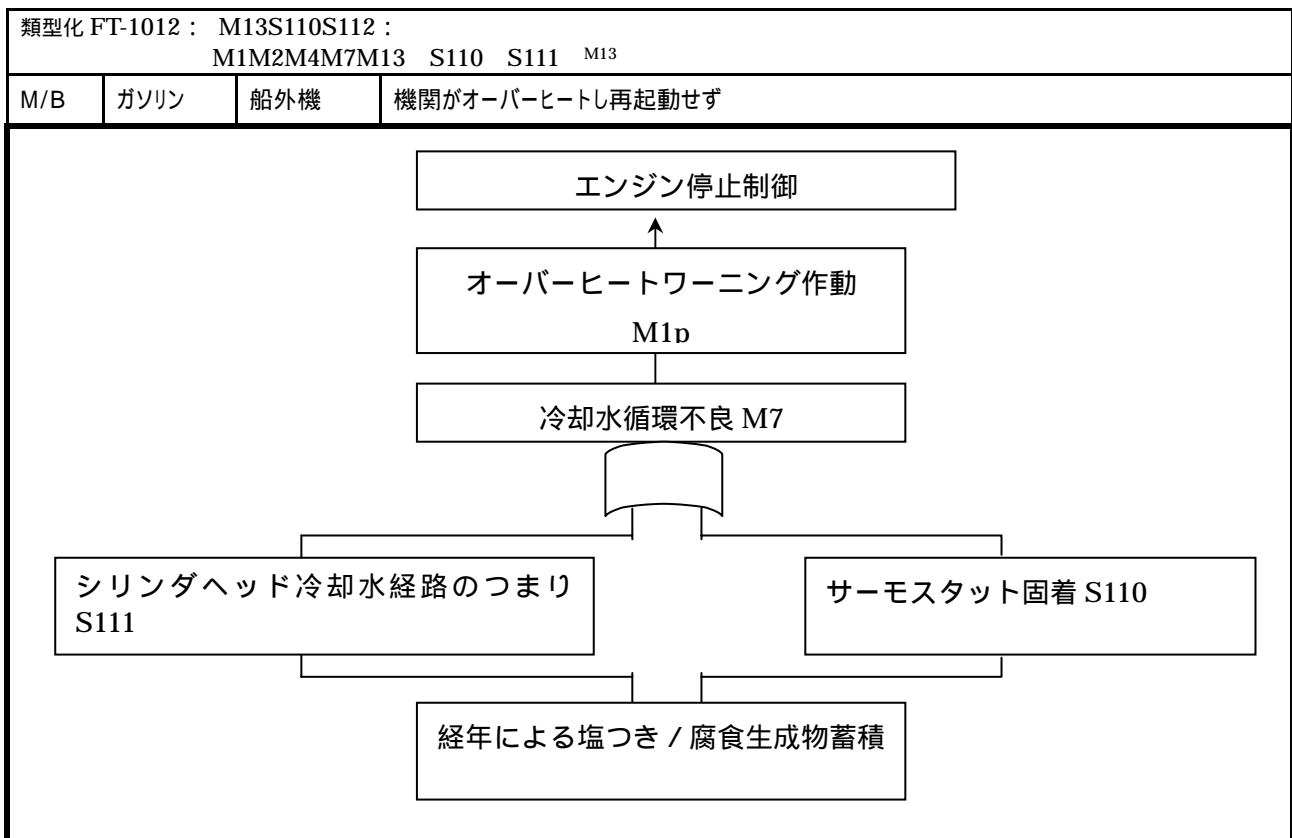 類型化 FT-1012： M13S110S112：
M1M2M4M7M13 S110 S111 M13
M/B ガソリン 船外機 機関がオーバーヒートし再起動せず
エンジン停止制御
オーバーヒートワーニング作動
M1p
冷却水循環不良 M7
シリンダヘッド冷却水経路のつまり
S111
サーモスタット固着 S110
経年による塩つき / 腐食生成物蓄積